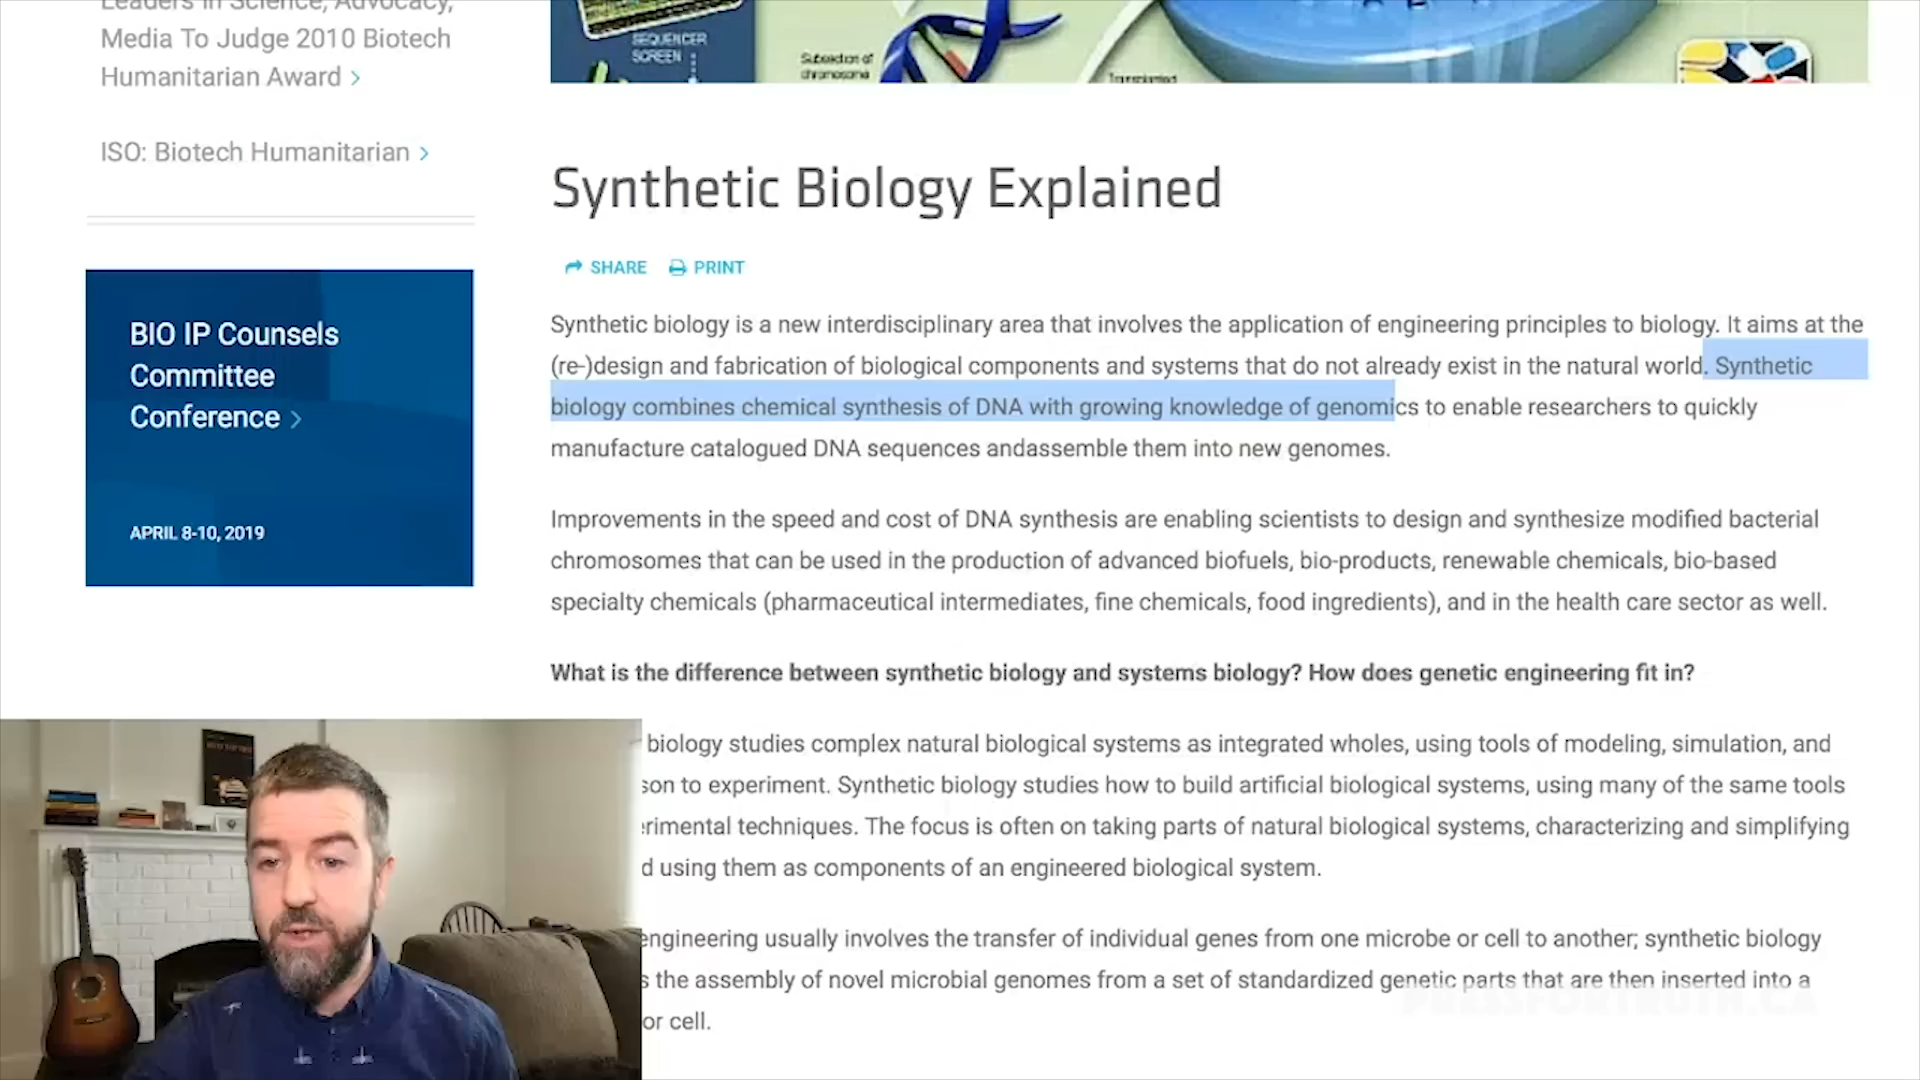 Leaders In Science, Advocacy,
Media To Judge 2010 Biotech
Humanitarian Award >
ISO: Biotech Humanitarian >
BIO IP Counsels
Committee
Conference >
APRIL 8-10, 2019
SEQUENCER
SCREEN
Subsection of
chromosome
Transplanted
Synthetic Biology Explained
SHARE PRINT
Synthetic biology is a new interdisciplinary area that involves the application of engineering principles to biology. It aims at the
(re-)design and fabrication of biological components and systems that do not already exist in the natural world. Synthetic
biology combines chemical synthesis of DNA with growing knowledge of genomics to enable researchers to quickly
manufacture catalogued DNA sequences andassemble them into new genomes.
Improvements in the speed and cost of DNA synthesis are enabling scientists to design and synthesize modified bacterial
chromosomes that can be used in the production of advanced biofuels, bio-products, renewable chemicals, bio-based
specialty chemicals (pharmaceutical intermediates, fine chemicals, food ingredients), and in the health care sector as well.
What is the difference between synthetic biology and systems biology? How does genetic engineering fit in?
biology studies complex natural biological systems as integrated wholes, using tools of modeling, simulation, and
son to experiment. Synthetic biology studies how to build artificial biological systems, using many of the same tools
rimental techniques. The focus is often on taking parts of natural biological systems, characterizing and simplifying
d using them as components of an engineered biological system.
engineering usually involves the transfer of individual genes from one microbe or cell to another; synthetic biology
s the assembly of novel microbial genomes from a set of standardized genetic parts that are then inserted into a
or cell.
PRESSFORTRUTH.CA